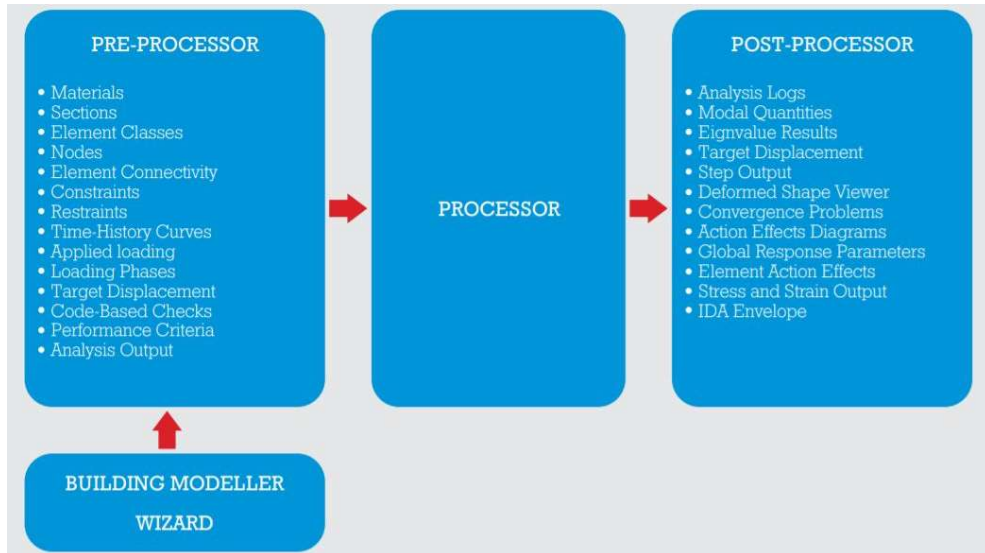 PRE-PROCESSOR
• Materials
• Sections
• Element Classes
• Nodes
• Element Connectivity
• Constraints
• Restraints
• Time-History Curves
• Applied loading
• Loading Phases
• Target Displacement
• Code-Based Checks
• Performance Criteria
• Analysis Output
PROCESSOR
POST-PROCESSOR
• Analysis Logs
• Modal Quantities
• Eignvalue Results
• Target Displacement
• Step Output
• Deformed Shape Viewer
• Convergence Problems
• Action Effects Diagrams
• Global Response Parameters
• Element Action Effects
• Stress and Strain Output
• IDA Envelope
BUILDING MODELLER
WIZARD